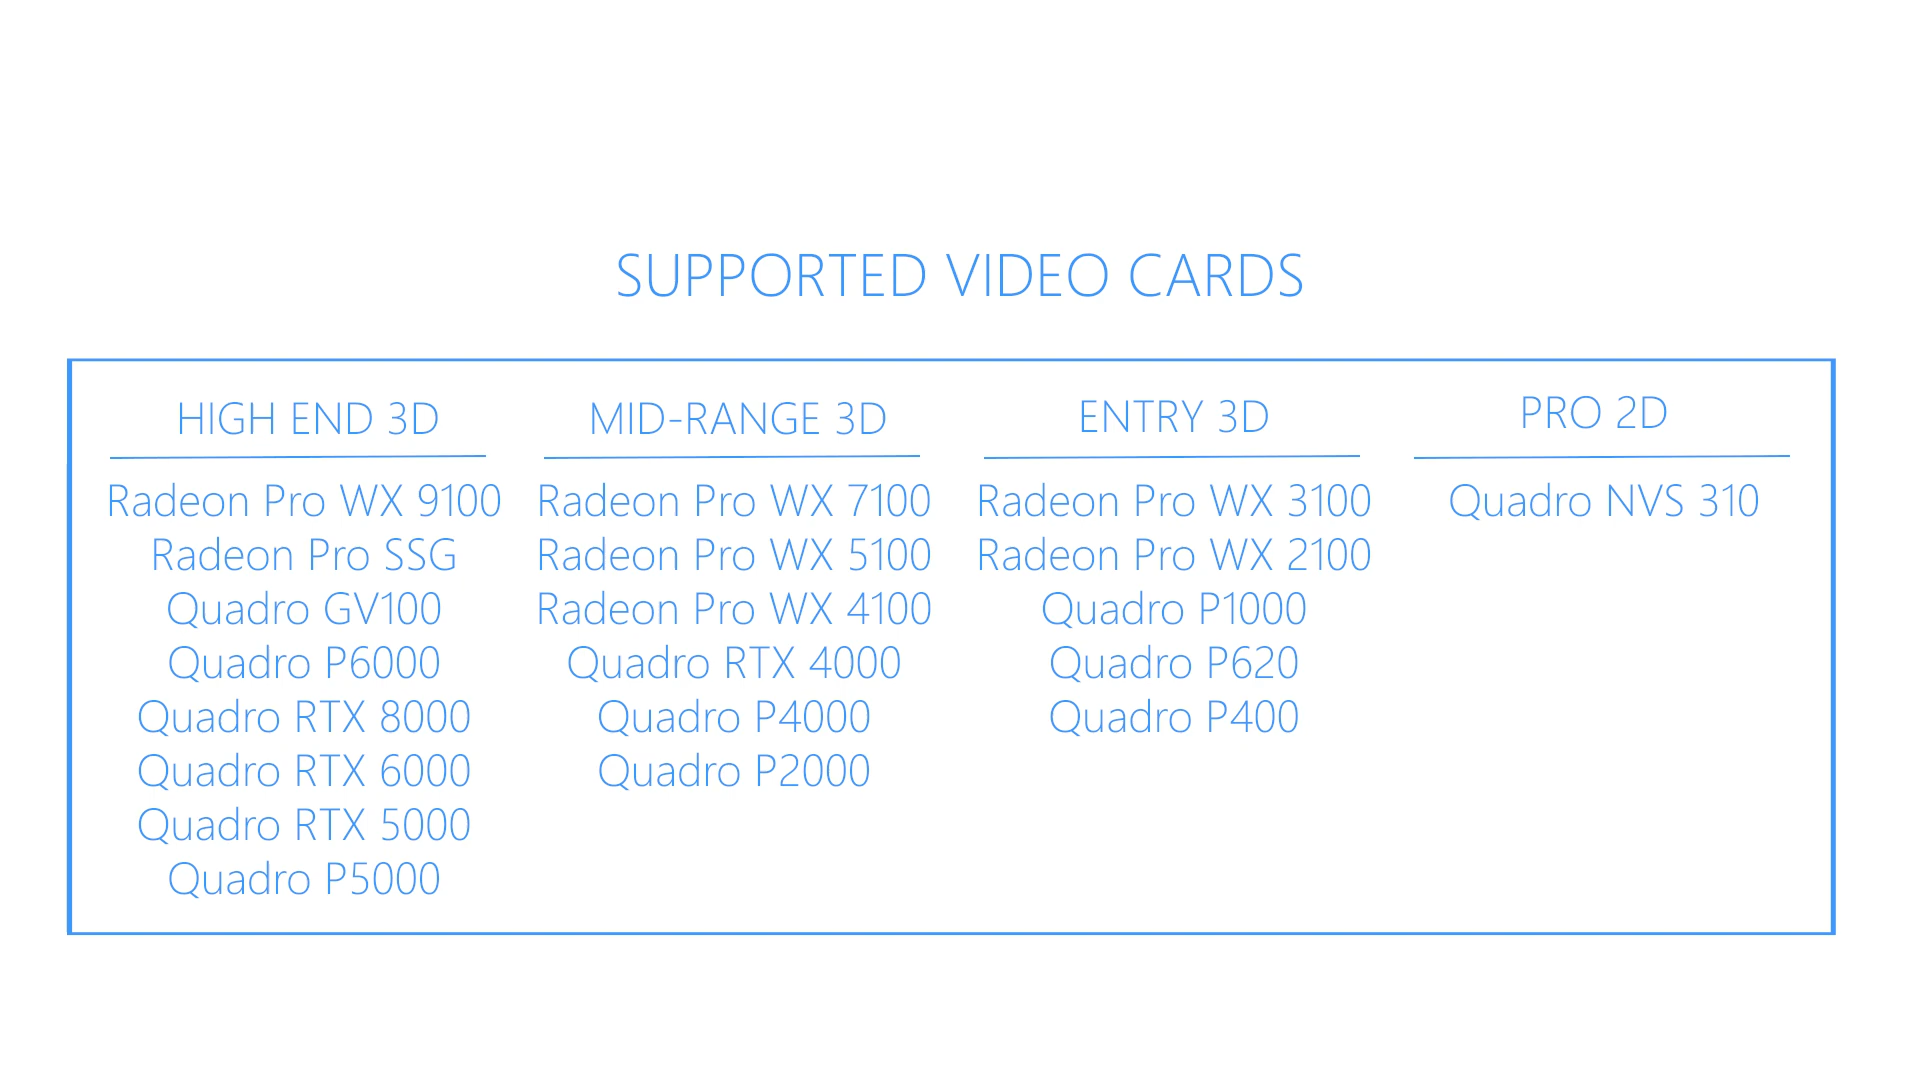 SUPPORTED VIDEO CARDS
HIGH END 3D
Radeon Pro WX 9100
Radeon Pro SSG
Quadro GV100
Quadro P6000
Quadro RTX 8000
Quadro RTX 6000
Quadro RTX 5000
Quadro P5000
MID-RANGE 3D
Radeon Pro WX 7100
Radeon Pro WX 5100
Radeon Pro WX 4100
Quadro RTX 4000
Quadro P4000
Quadro P2000
ENTRY 3D
Radeon Pro WX 3100
Radeon Pro WX 2100
Quadro P1000
Quadro P620
Quadro P400
PRO 2D
Quadro NVS 310